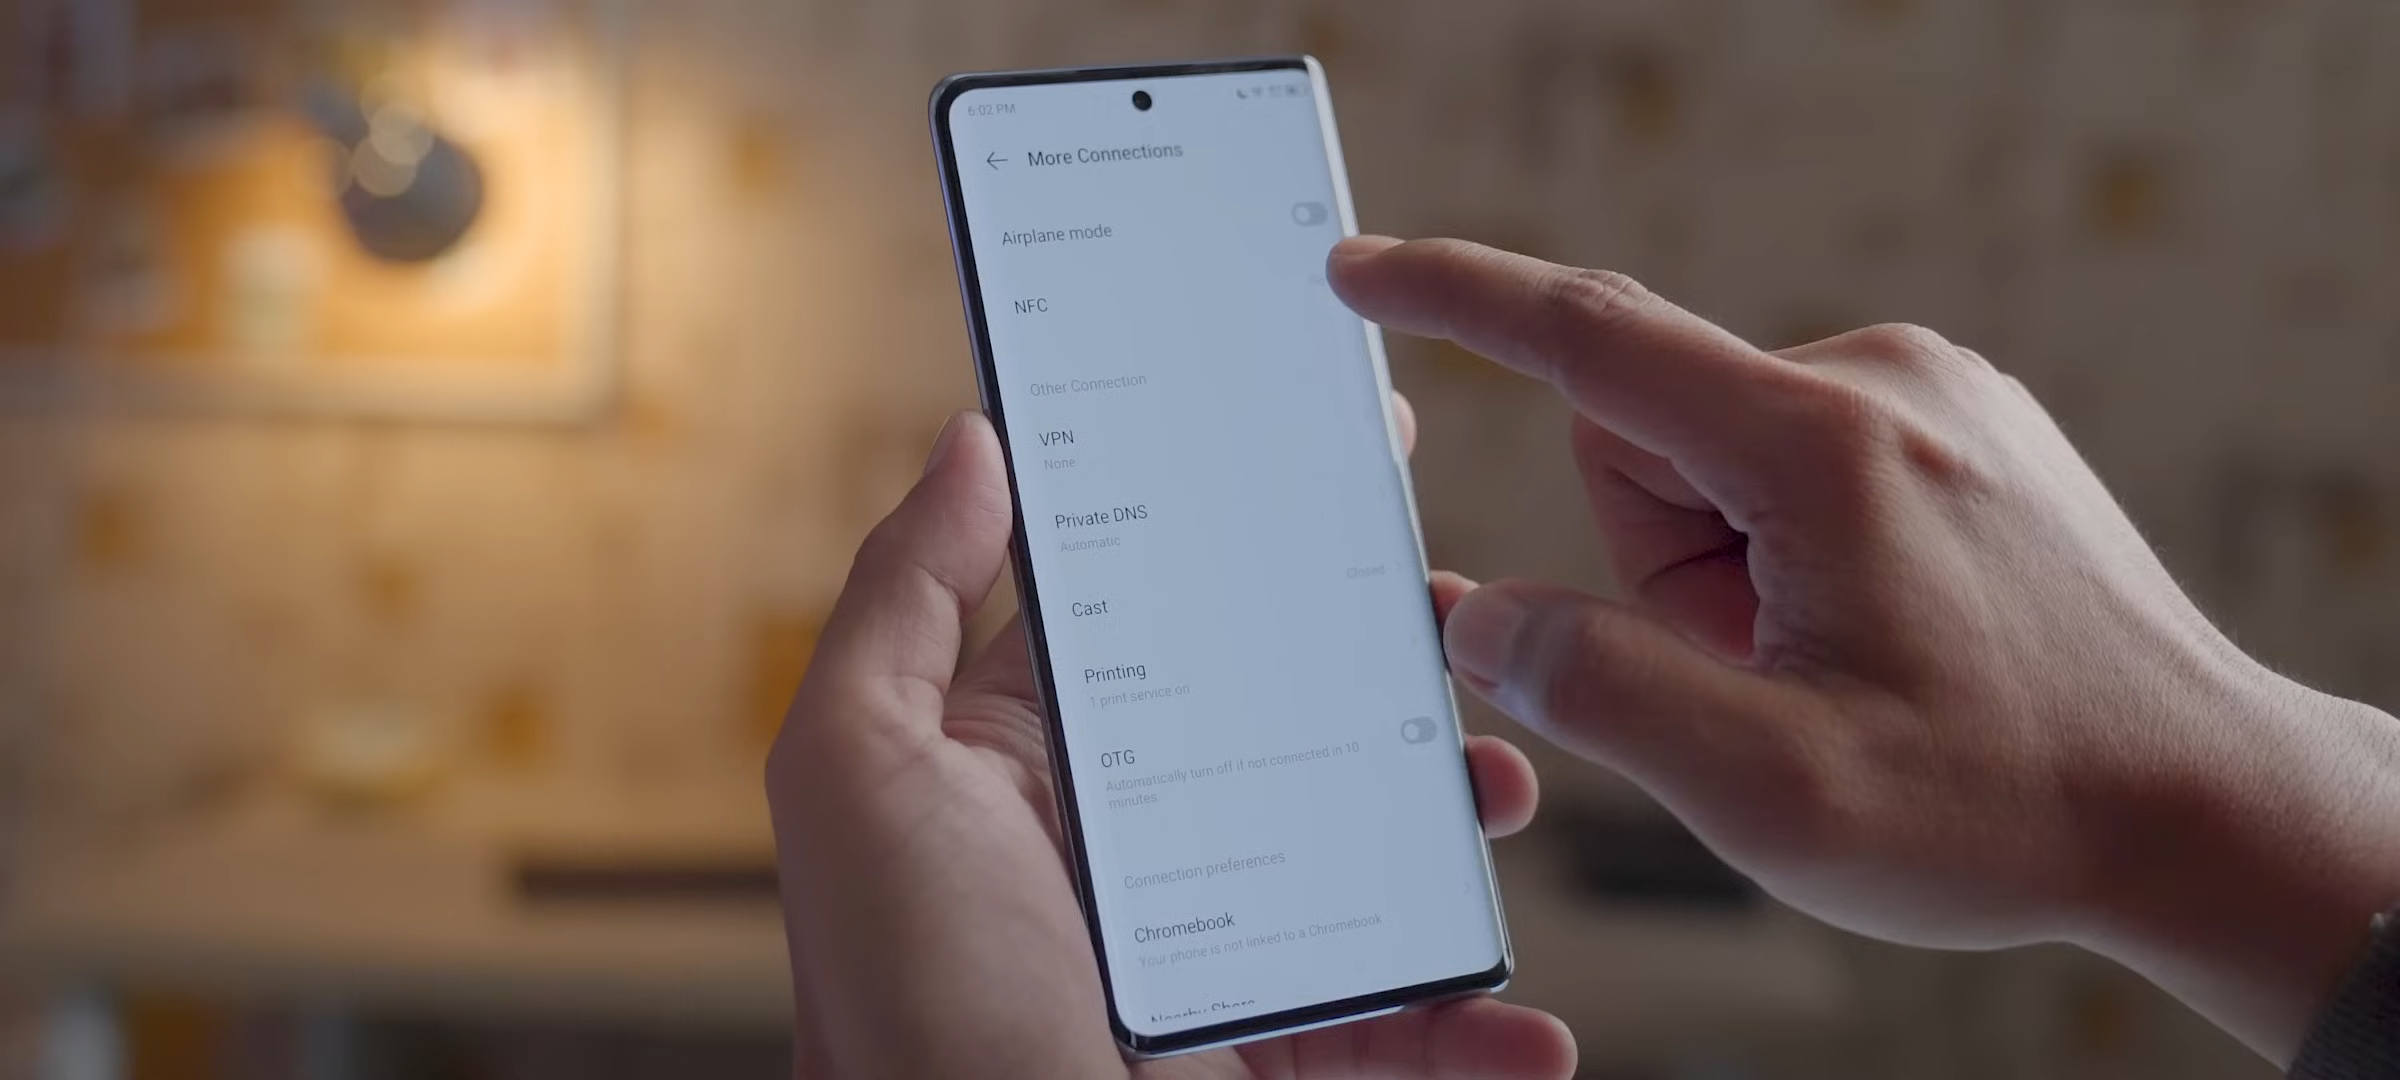 6:02 PM
More Connections
Airplane mode
NFC
Other Connection
VPN
None
Private DNS
Automatic
Closed
Cast
Printing
1 print service on
OTG
Automatically turn off if not connected in 10
minutes
Connection preferences
Chromebook
Your phone is not linked to a Chromebook
Nearby Share